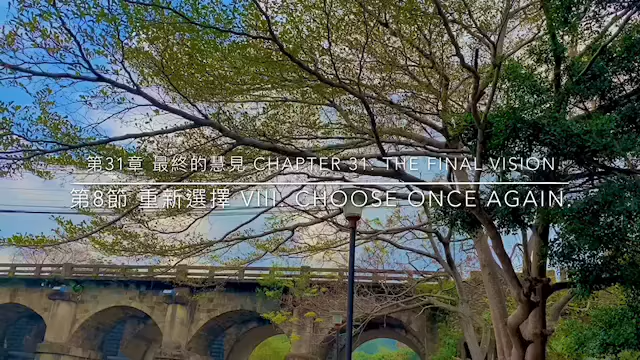 第31章 最終的慧見 CHAPTER 31. THE FINAL VISION
第8節 重新選擇 VIII. CHOOSE ONCE AGAIN